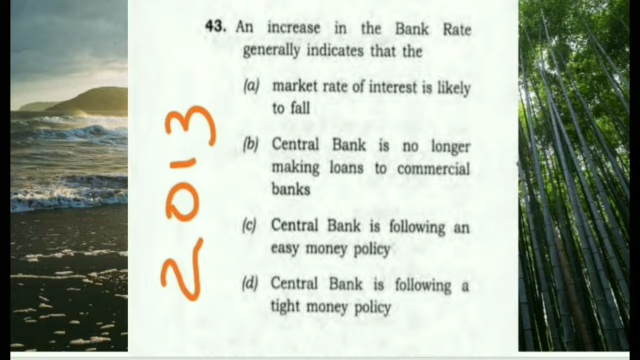 43. An increase in the Bank Rate
generally indicates that the
(a) market rate of interest is likely
to fall
(b) Central Bank is no longer
making loans to commercial
banks
(c) Central Bank is following an
easy money policy
(d) Central Bank is following a
tight money policy
2013